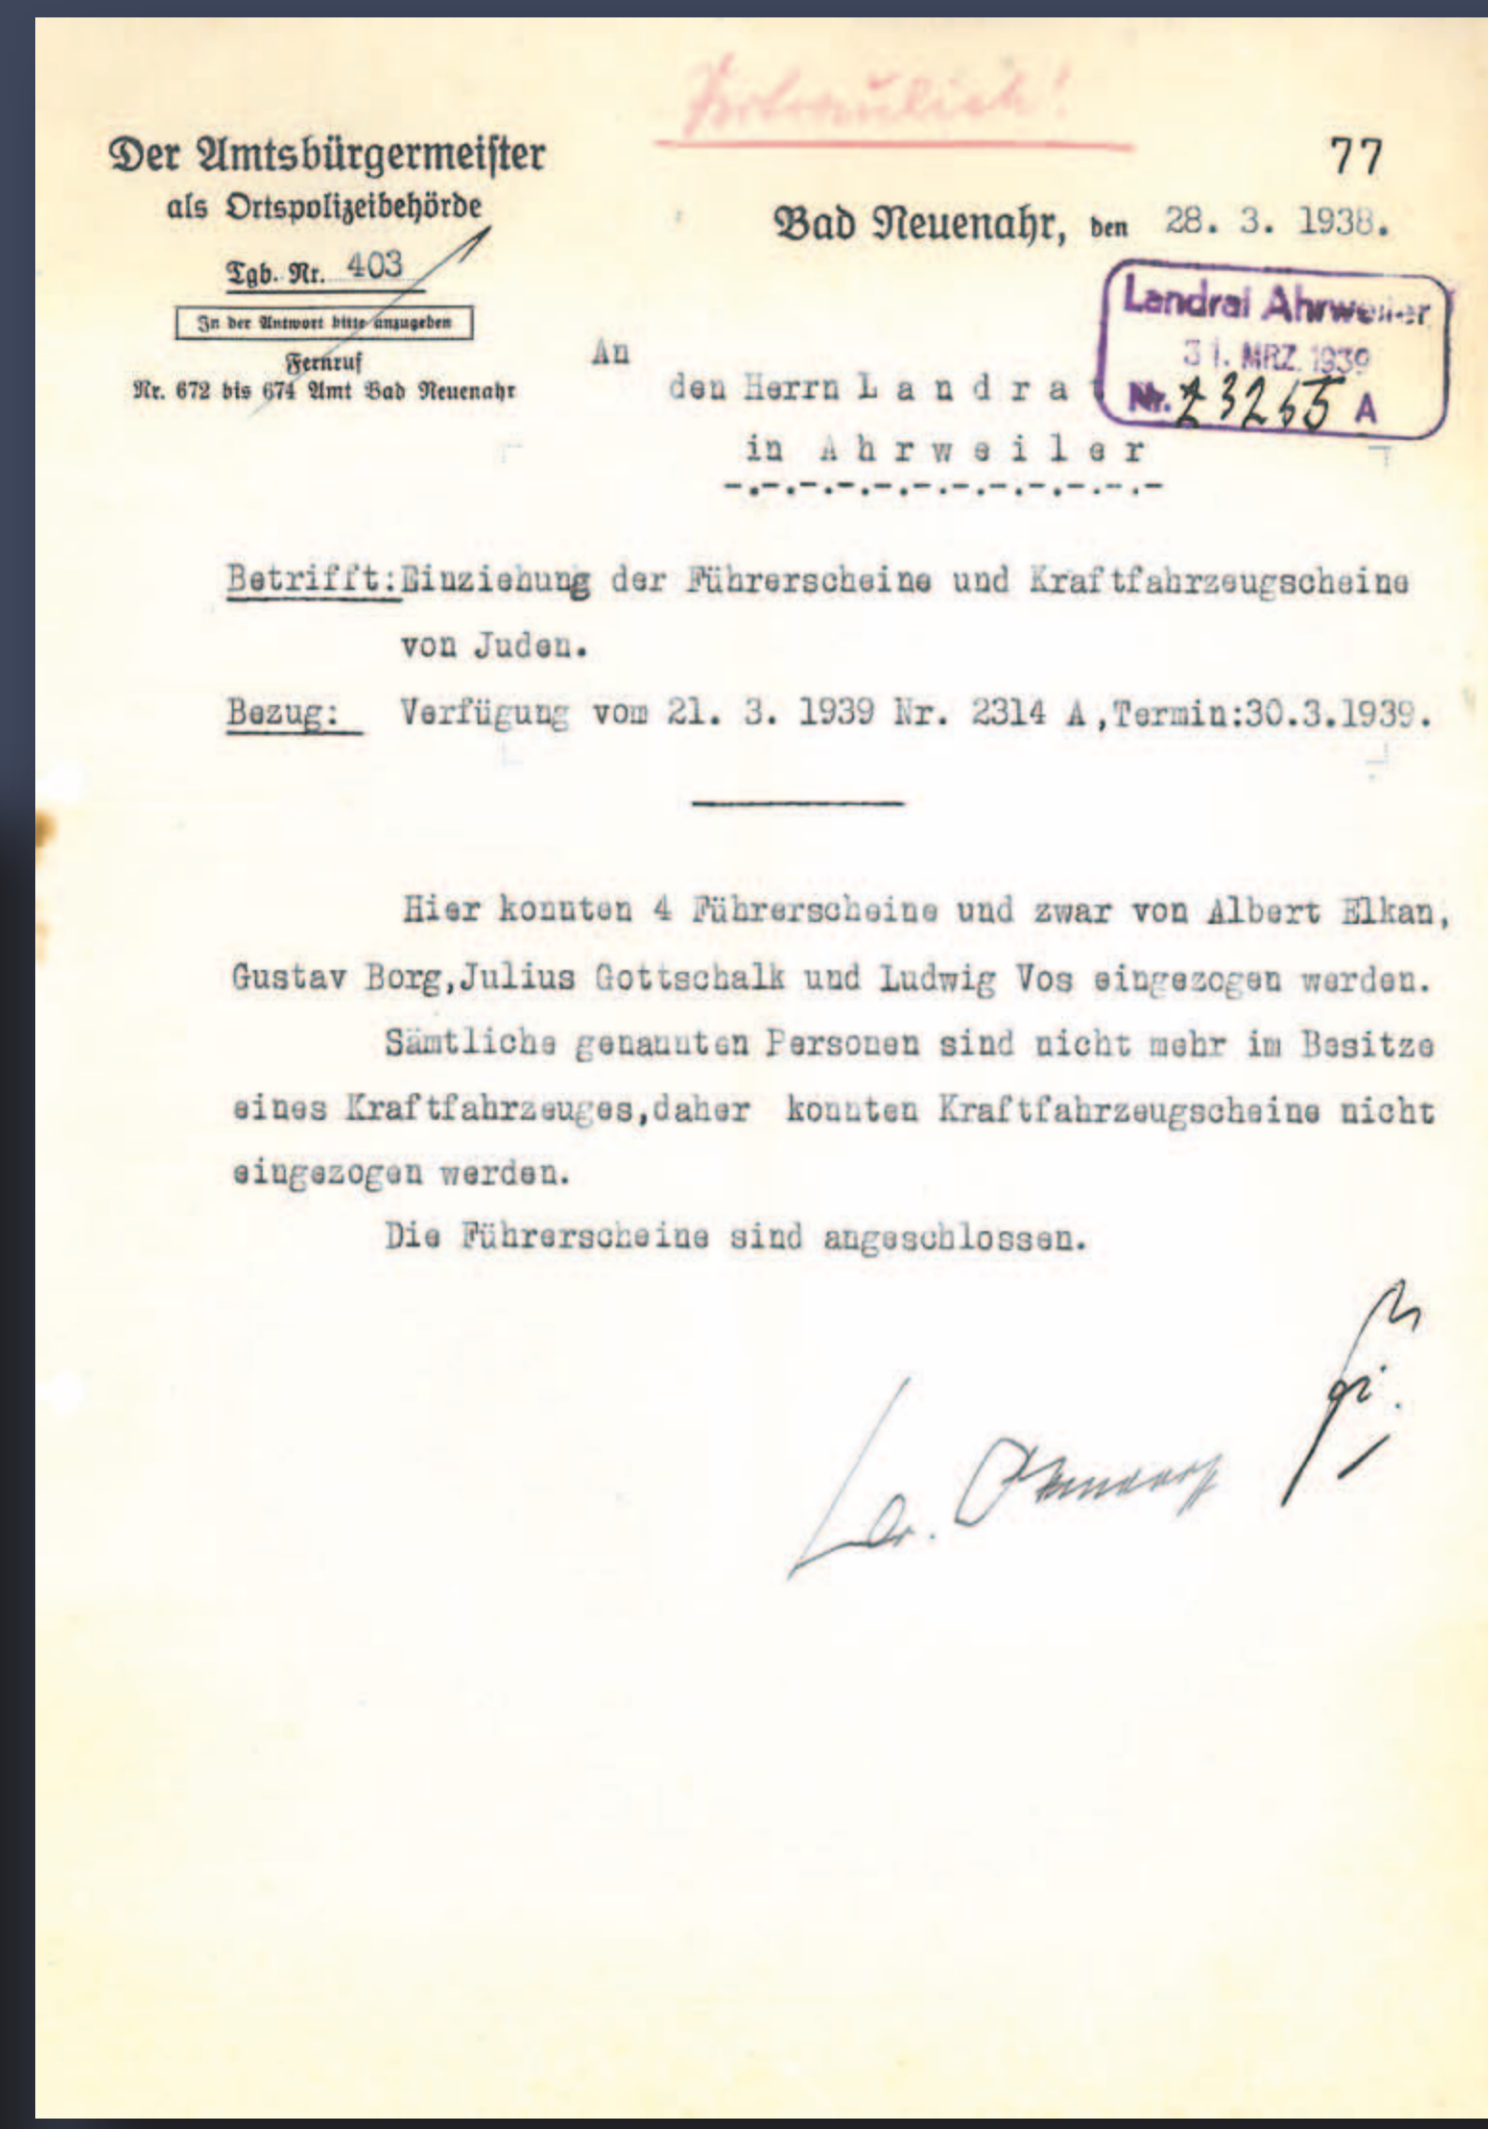 Vertraulich!
77
Der Amtsbürgermeister
als Ortspolizeibehörde
Tgb. Nr. 403
In der Antwort bitte anzugeben
Fernruf
Nr. 672 bis 674 Amt Bad Neuenahr
Bad Neuenahr, den 28. 3. 1938.
Landrat Ahrweiler
31. MRZ. 1939
Nr. A
An
den Herrn L a n d r a t
in A h r w e i l e r
-.-.-.-.-.-.-.-.-.-.-.-
Betrifft: Einziehung der Führerscheine und Kraftfahrzeugscheine
von Juden.
Bezug: Verfügung vom 21. 3. 1939 Nr. 2314 A,Termin:30.3.1939.
Hier konnten 4 Führerscheine und zwar von Albert Elkan,
Gustav Borg,Julius Gottschalk und Ludwig Vos eingezogen werden.
Sämtliche genannten Personen sind nicht mehr im Besitze
eines Kraftfahrzeuges,daher konnten Kraftfahrzeugscheine nicht
eingezogen werden.
Die Führerscheine sind angeschlossen.